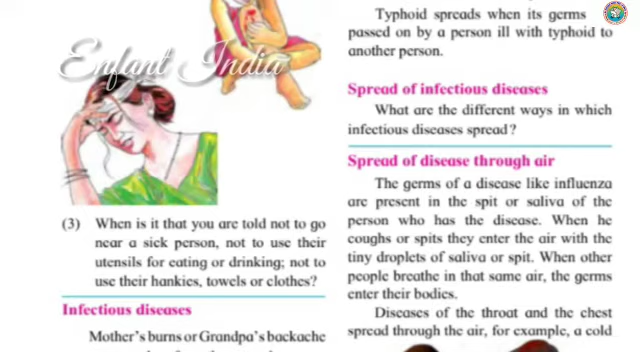 Enfant India
(3) When is it that you are told not to go
near a sick person, not to use their
utensils for eating or drinking; not to
use their hankies, towels or clothes?
Infectious diseases
Mother's burns or Grandpa's backache
Typhoid spreads when its germs
passed on by a person ill with typhoid to
another person.
Spread of infectious diseases
What are the different ways in which
infectious diseases spread?
Spread of disease through air
The germs of a disease like influenza
are present in the spit or saliva of the
person who has the disease. When he
coughs or spits they enter the air with the
tiny droplets of saliva or spit. When other
people breathe in that same air, the germs
enter their bodies.
Diseases of the throat and the chest
spread through the air, for example, a cold